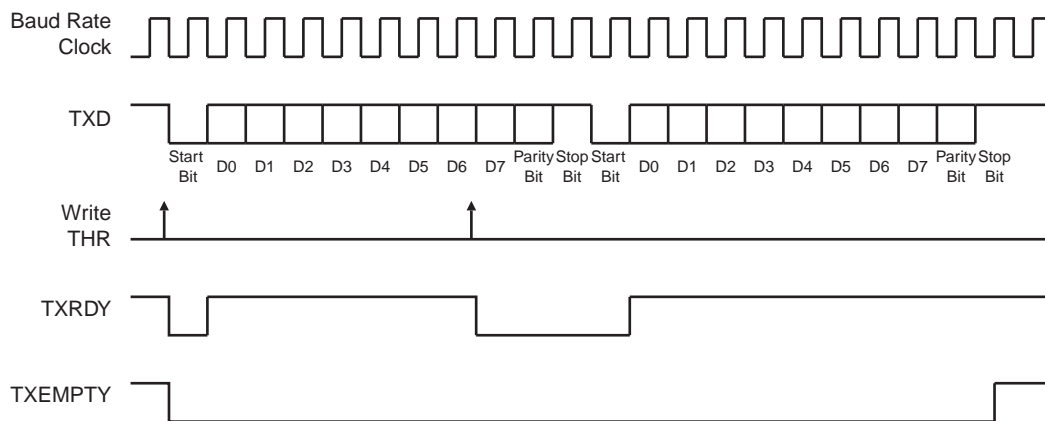 Baud Rate
Clock
TXD
Start
Bit
D0
D1
D2
D3
D4
D5
D6
D7
Parity
Bit
Stop
Bit
Start
Bit
D0
D1
D2
D3
D4
D5
D6
D7
Parity
Bit
Stop
Bit
Write
THR
TXRDY
TXEMPTY